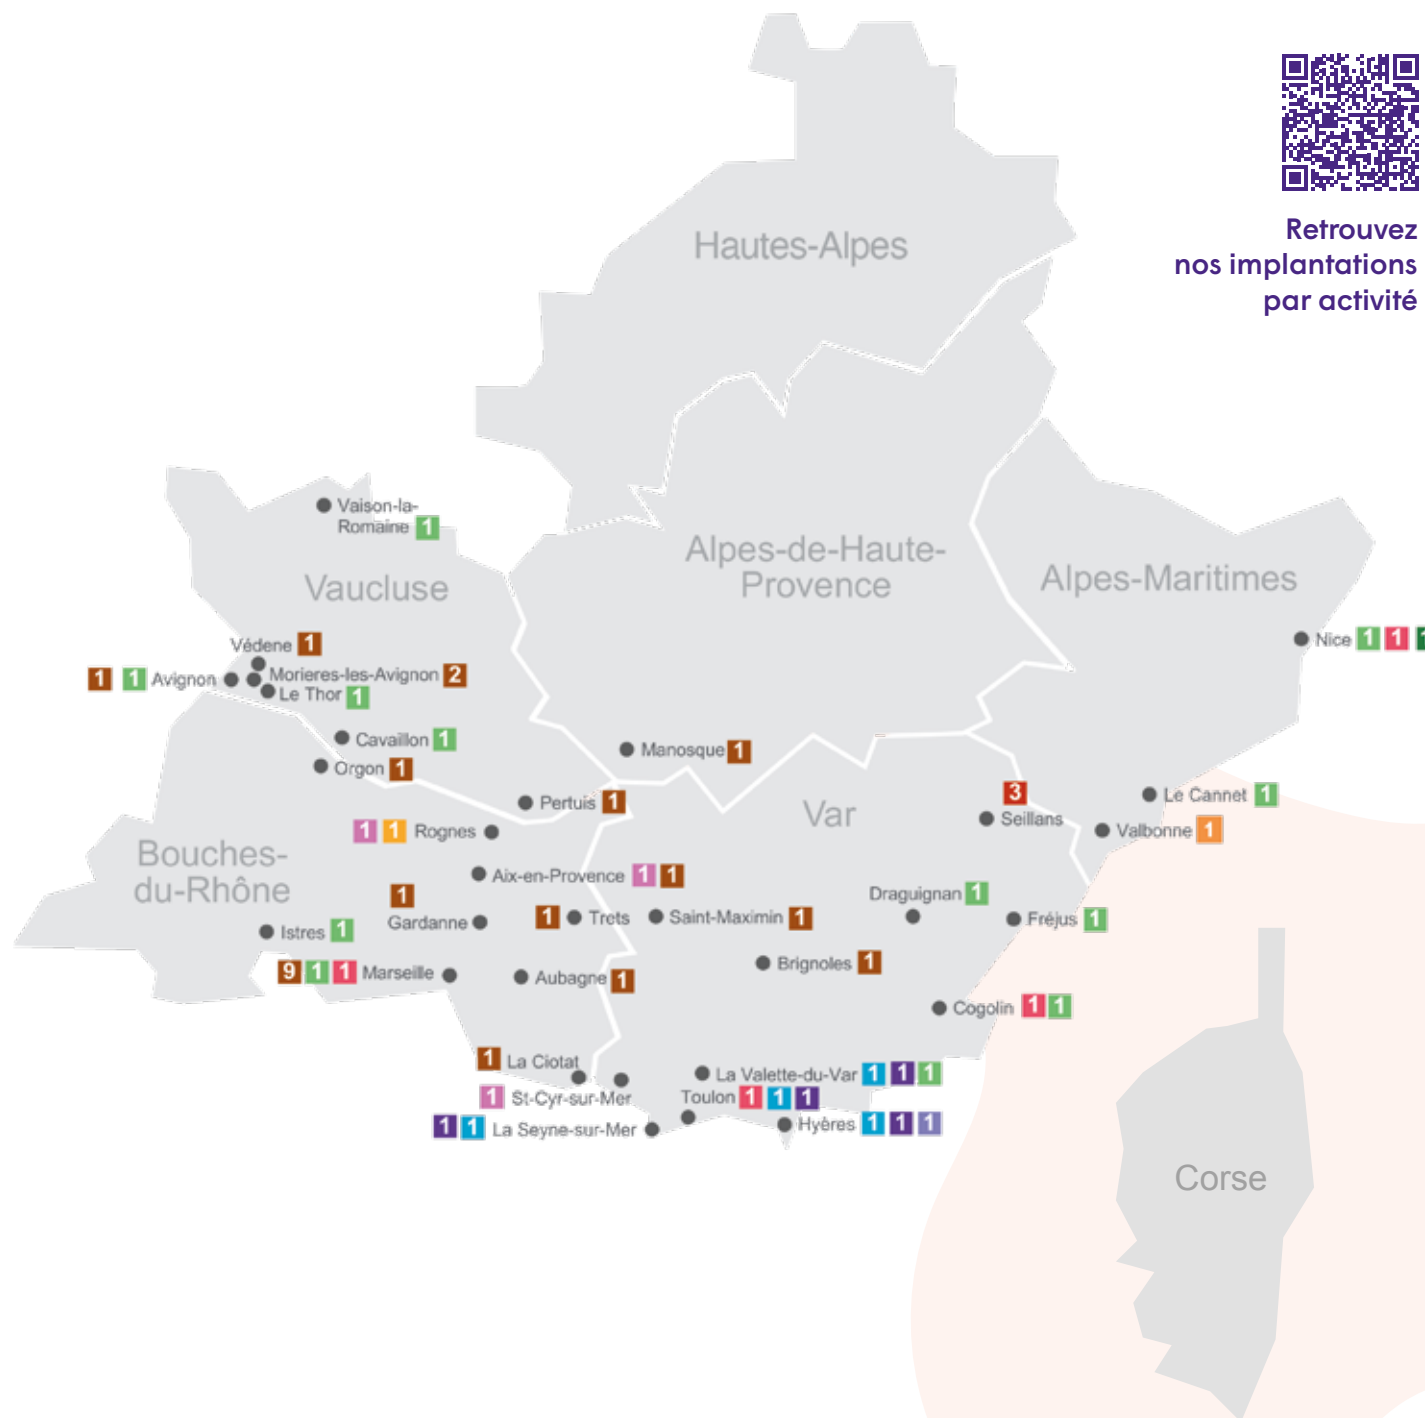 Retrouvez
nos implantations
par activité
Hautes-Alpes
Alpes-de-Haute-
Provence
Alpes-Maritimes
Vaison-la-
Romaine 1
Vaucluse
Védene 1
1 1 Avignon
Morieres-les-Avignon 2
Le Thor 1
Cavaillon 1
Orgon 1
Nice 1 1 1
Manosque 1
Pertuis 1
Var
3
Seillans
Le Cannet 1
Valbonne 1
1 1 Rognes
Bouches-
du-Rhône
Aix-en-Provence 1 1
1
Gardanne
1 Trets
Saint-Maximin 1
Draguignan 1
Fréjus 1
Istres 1
9 1 1 Marseille
Aubagne 1
Brignoles 1
Cogolin 1 1
1 La Ciotat
1 St-Cyr-sur-Mer
1 1 La Seyne-sur-Mer
La Valette-du-Var 1 1 1
Toulon 1 1 1
Hyères 1 1 1
Corse